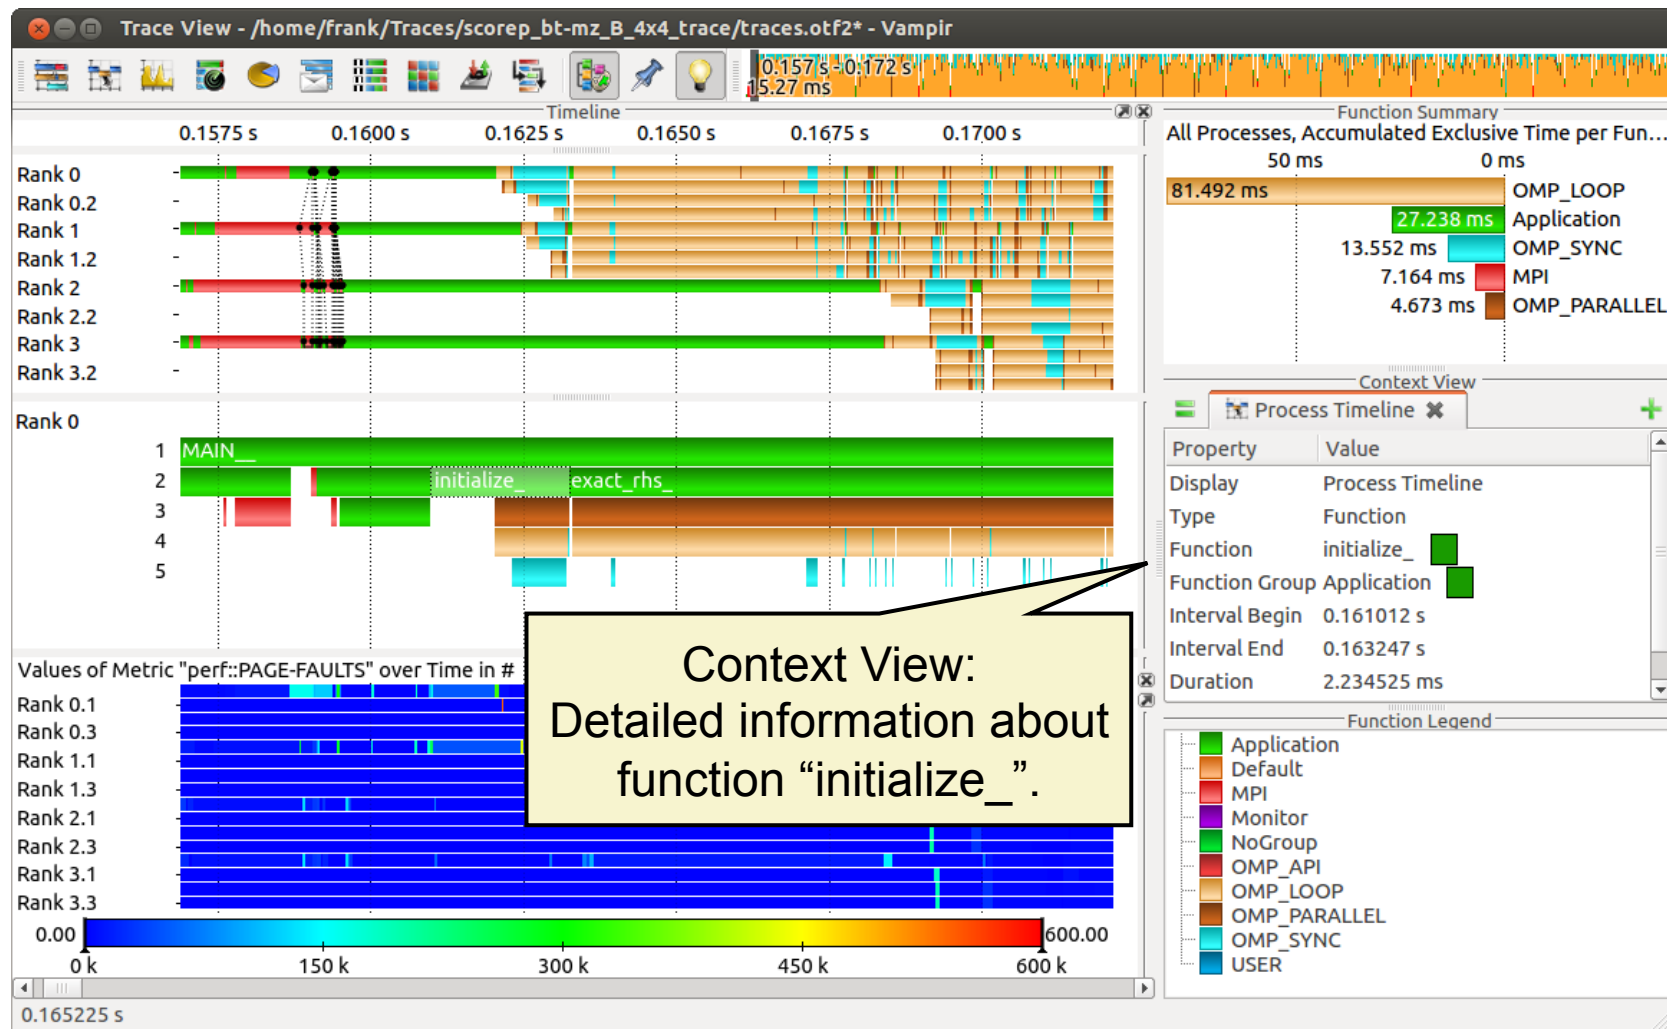 Trace View - /home/frank/Traces/scorep_bt-mz_B_4x4_trace/traces.otf2* - Vampir
0.157 s - 0.172 s
15.27 ms
Timeline
0.1575 s 0.1600 s 0.1625 s 0.1650 s 0.1675 s 0.1700 s
Rank 0
Rank 0.2
Rank 1
Rank 1.2
Rank 2
Rank 2.2
Rank 3
Rank 3.2
Rank 0
1 MAIN__
2 initialize_ exact_rhs_
3
4
5
Values of Metric "perf::PAGE-FAULTS" over Time in #
Rank 0.1
Rank 0.3
Rank 1.1
Rank 1.3
Rank 2.1
Rank 2.3
Rank 3.1
Rank 3.3
0.00 600.00
0 k 150 k 300 k 450 k 600 k
0.165225 s
Context View:
Detailed information about
function “initialize_”.
Function Summary
All Processes, Accumulated Exclusive Time per Fun...
50 ms 0 ms
81.492 ms OMP_LOOP
27.238 ms Application
13.552 ms OMP_SYNC
7.164 ms MPI
4.673 ms OMP_PARALLEL
Context View
Process Timeline
Property Value
Display Process Timeline
Type Function
Function initialize_
Function Group Application
Interval Begin 0.161012 s
Interval End 0.163247 s
Duration 2.234525 ms
Function Legend
Application
Default
MPI
Monitor
NoGroup
OMP_API
OMP_LOOP
OMP_PARALLEL
OMP_SYNC
USER